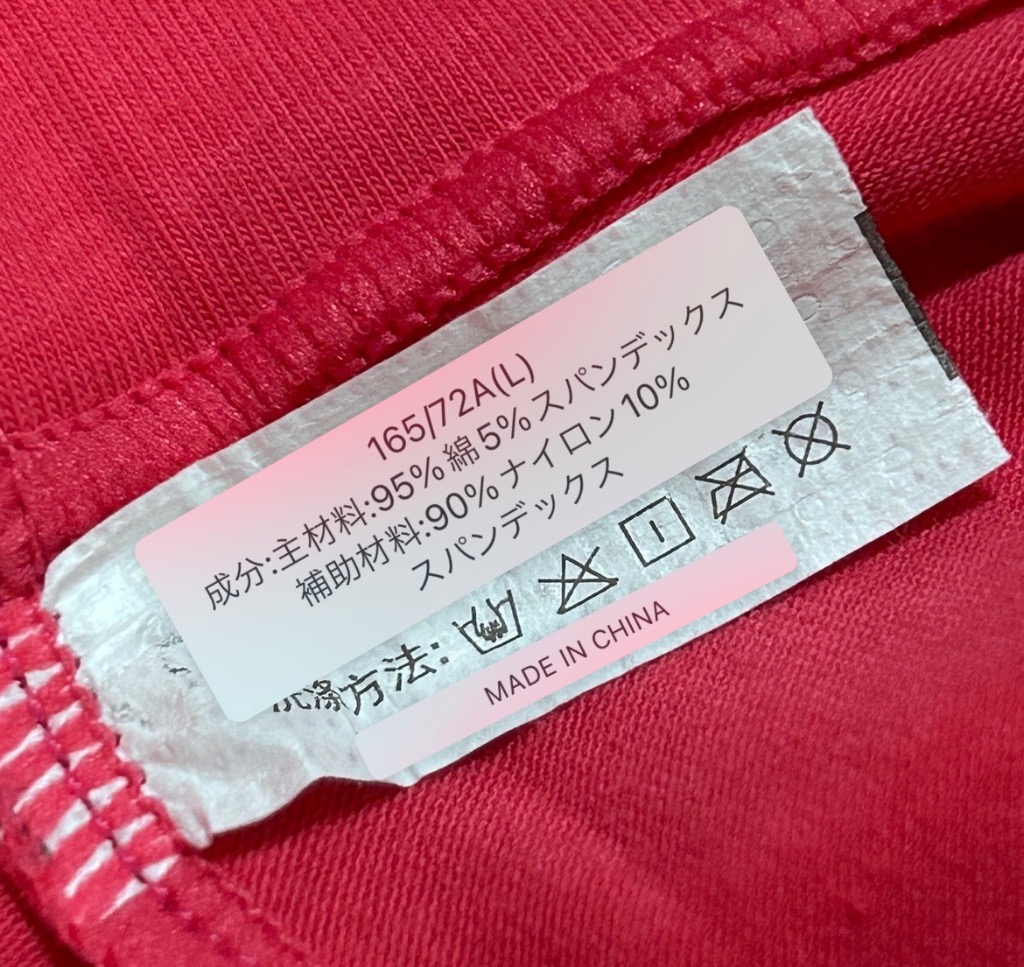 165/72A(L)
成分:主材料:95%綿5%スパンデックス
補助材料:90%ナイロン10%
スパンデックス
洗涤方法:
MADE IN CHINA